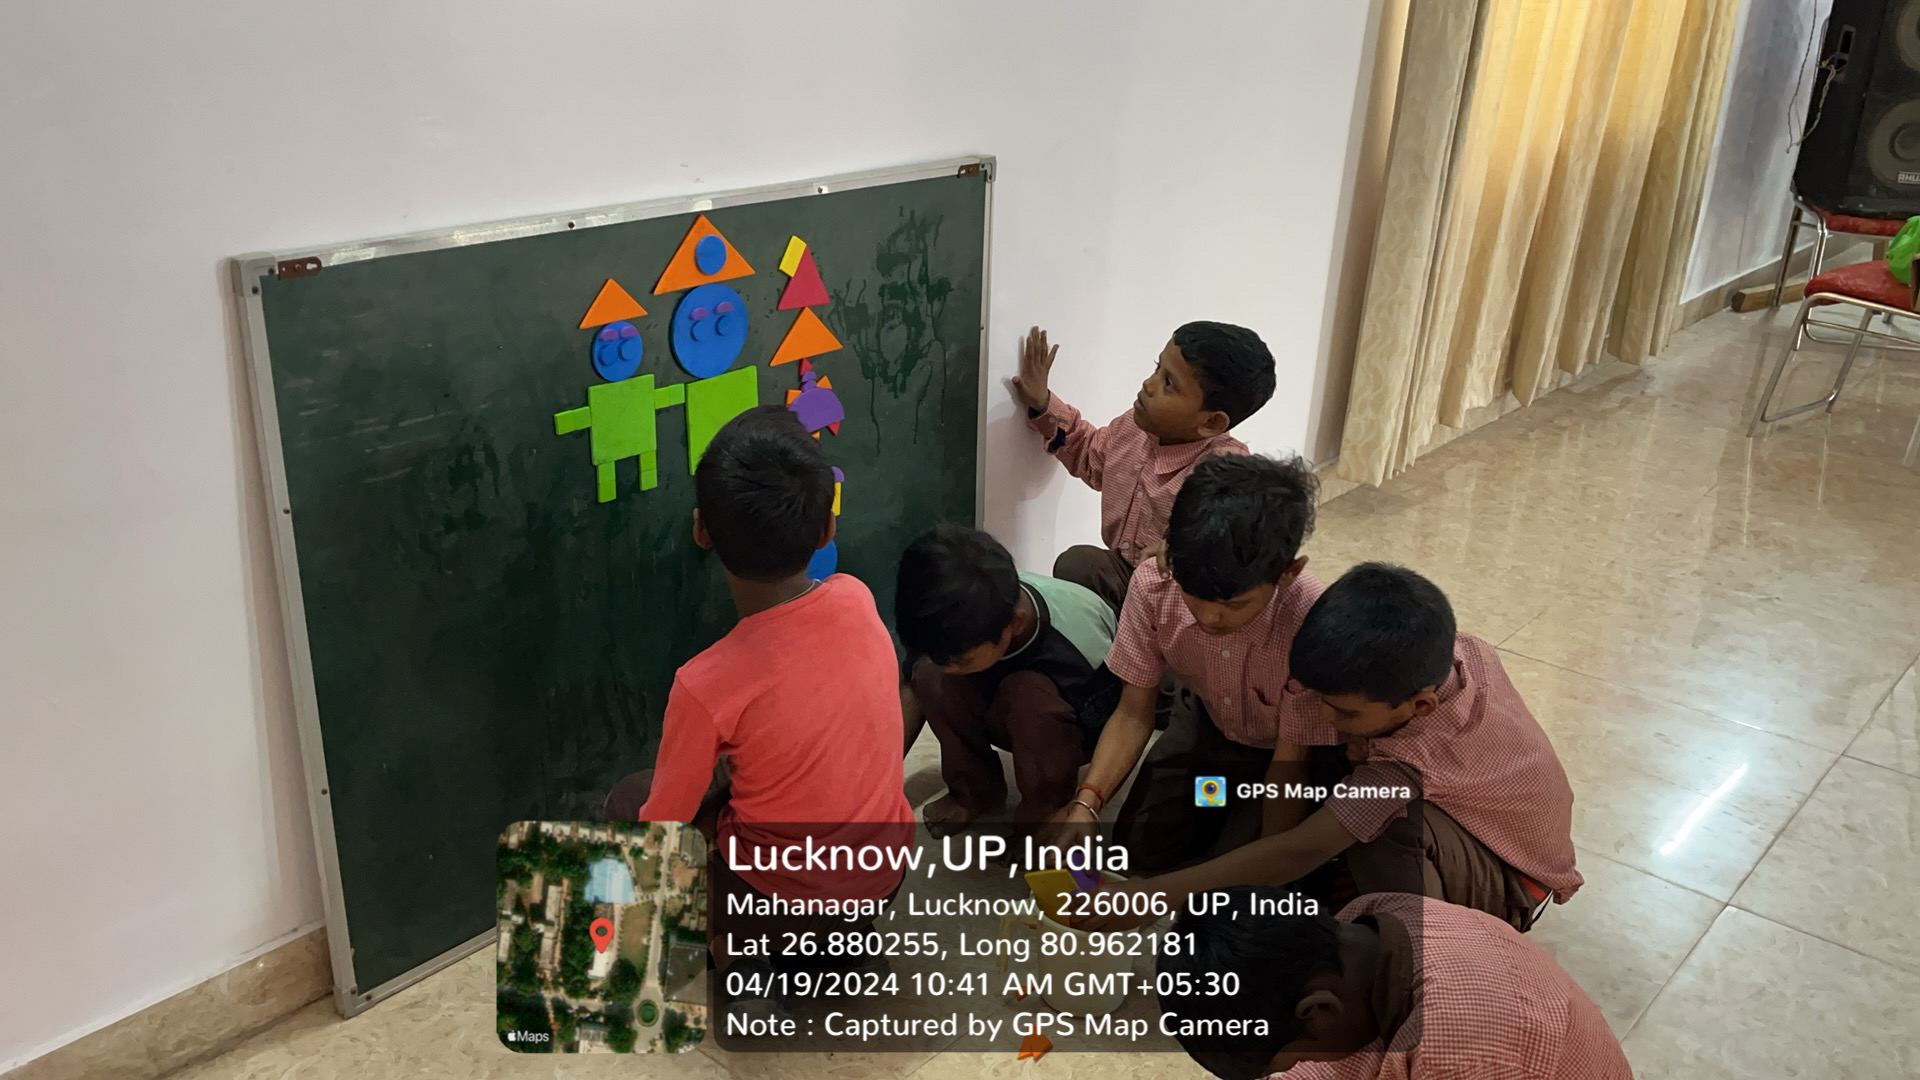 GPS Map Camera
Lucknow,UP,India
Mahanagar, Lucknow, 226006, UP, India
Lat 26.880255, Long 80.962181
04/19/2024 10:41 AM GMT+05:30
Note : Captured by GPS Map Camera
Maps